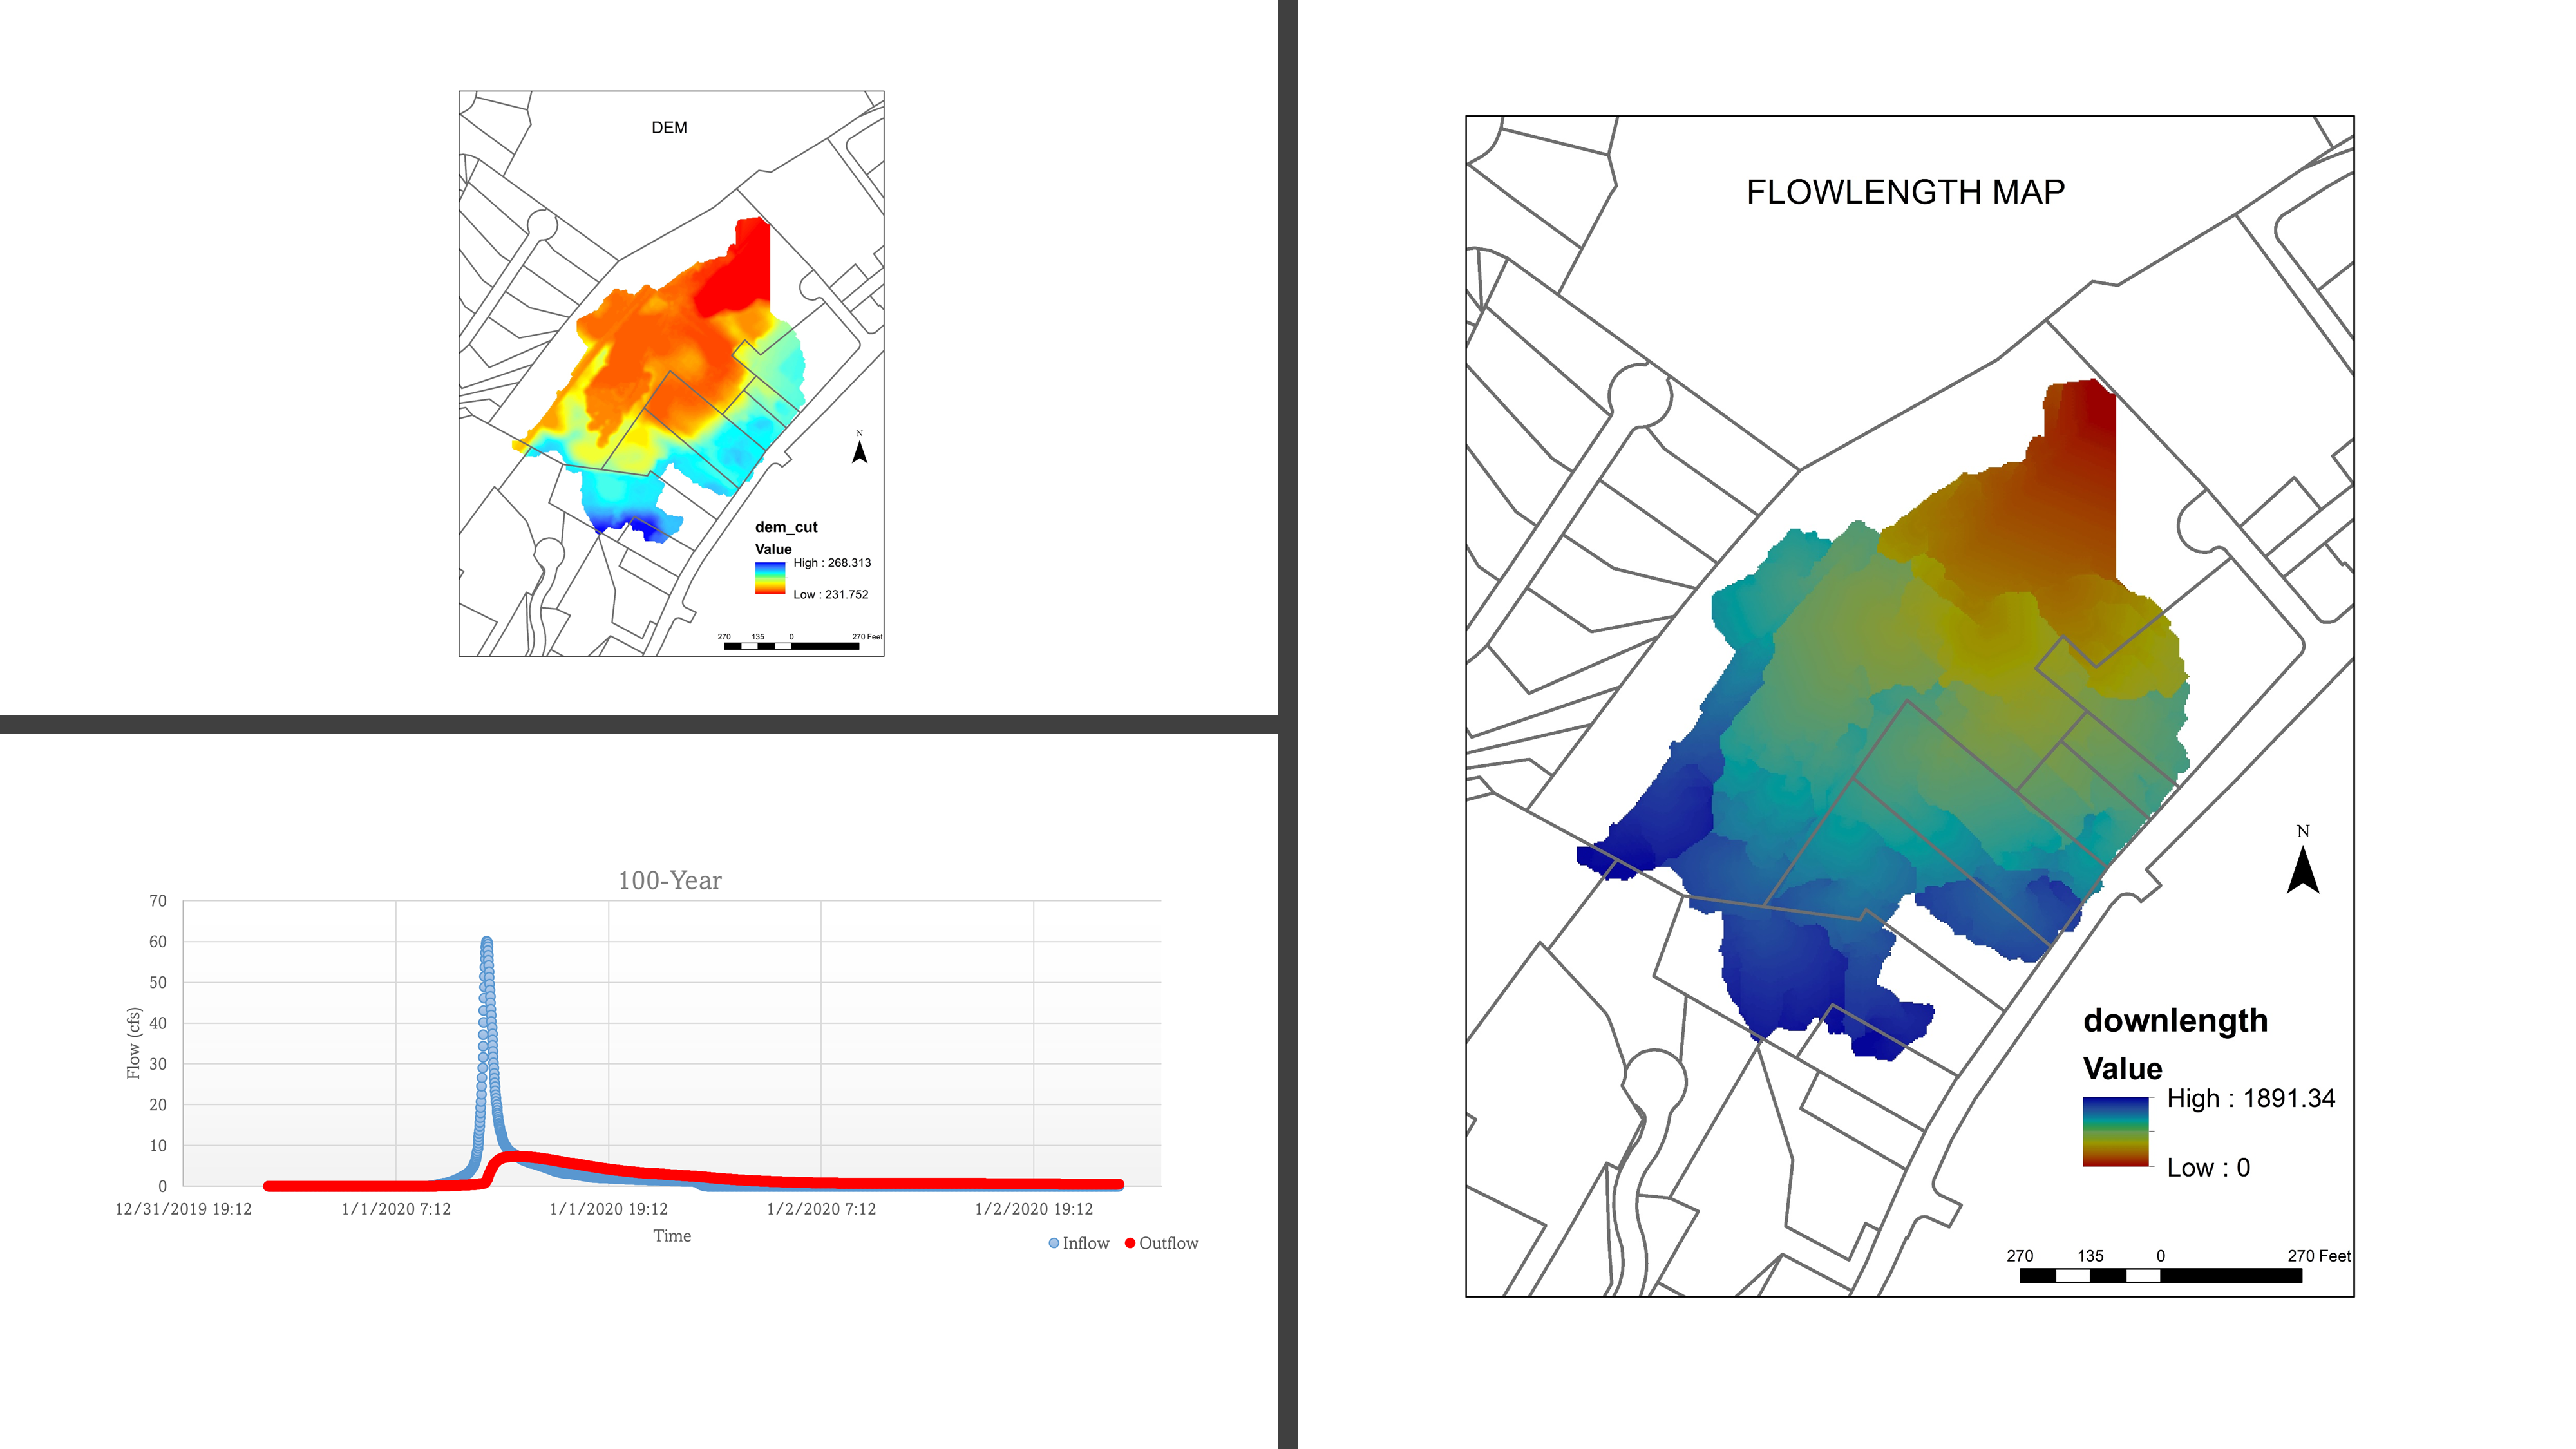 DEM
N
dem_cut
Value
High : 268.313
Low : 231.752
270 135 0 270 Feet
100-Year
70
60
50
40
30
20
10
0
Flow (cfs)
12/31/2019 19:12 1/1/2020 7:12 1/1/2020 19:12 1/2/2020 7:12 1/2/2020 19:12
Time
Inflow Outflow
FLOWLENGTH MAP
N
downlength
Value
High : 1891.34
Low : 0
270 135 0 270 Feet